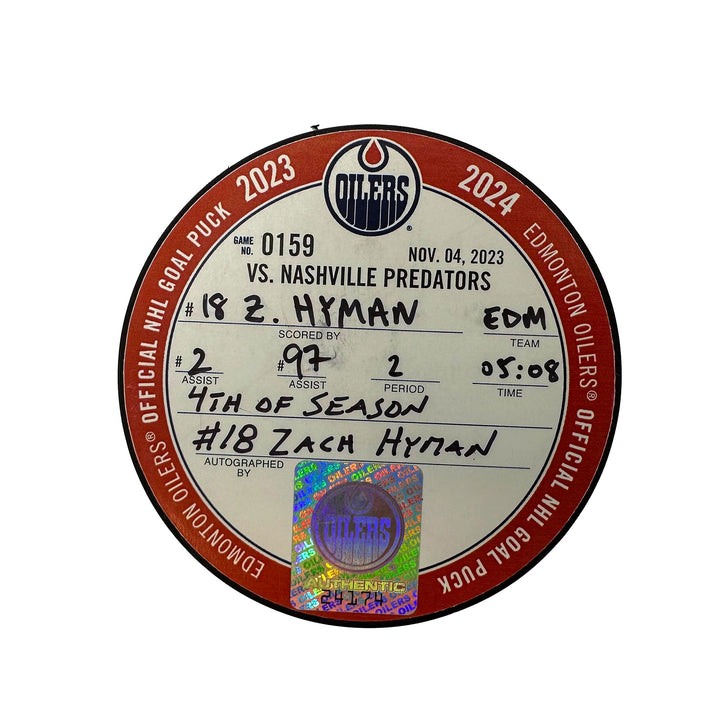 EDMONTON OILERS® OFFICIAL NHL GOAL PUCK 2023
2024 EDMONTON OILERS® OFFICIAL NHL GOAL PUCK
OILERS ®
GAME NO. 0159 NOV. 04, 2023
VS. NASHVILLE PREDATORS
# 18 Z. HYMAN EDM
SCORED BY TEAM
# 2 # 97 2 05:08
ASSIST ASSIST PERIOD TIME
4TH OF SEASON
#18 ZACH HYMAN
AUTOGRAPHED BY
OILERS
AUTHENTIC
24174